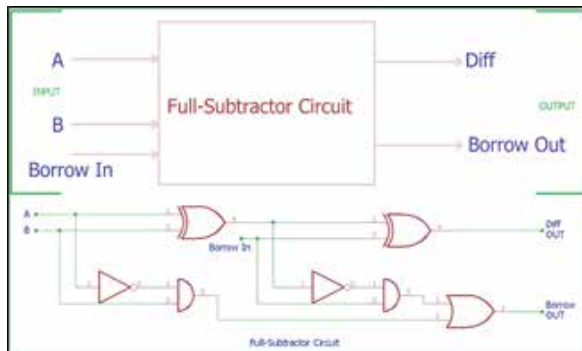 A
Diff
INPUT
Full-Subtractor Circuit
OUTPUT
B
Borrow In
Borrow Out
A
B
Borrow In
Diff
OUT
Borrow
OUT
Full-Subtractor Circuit